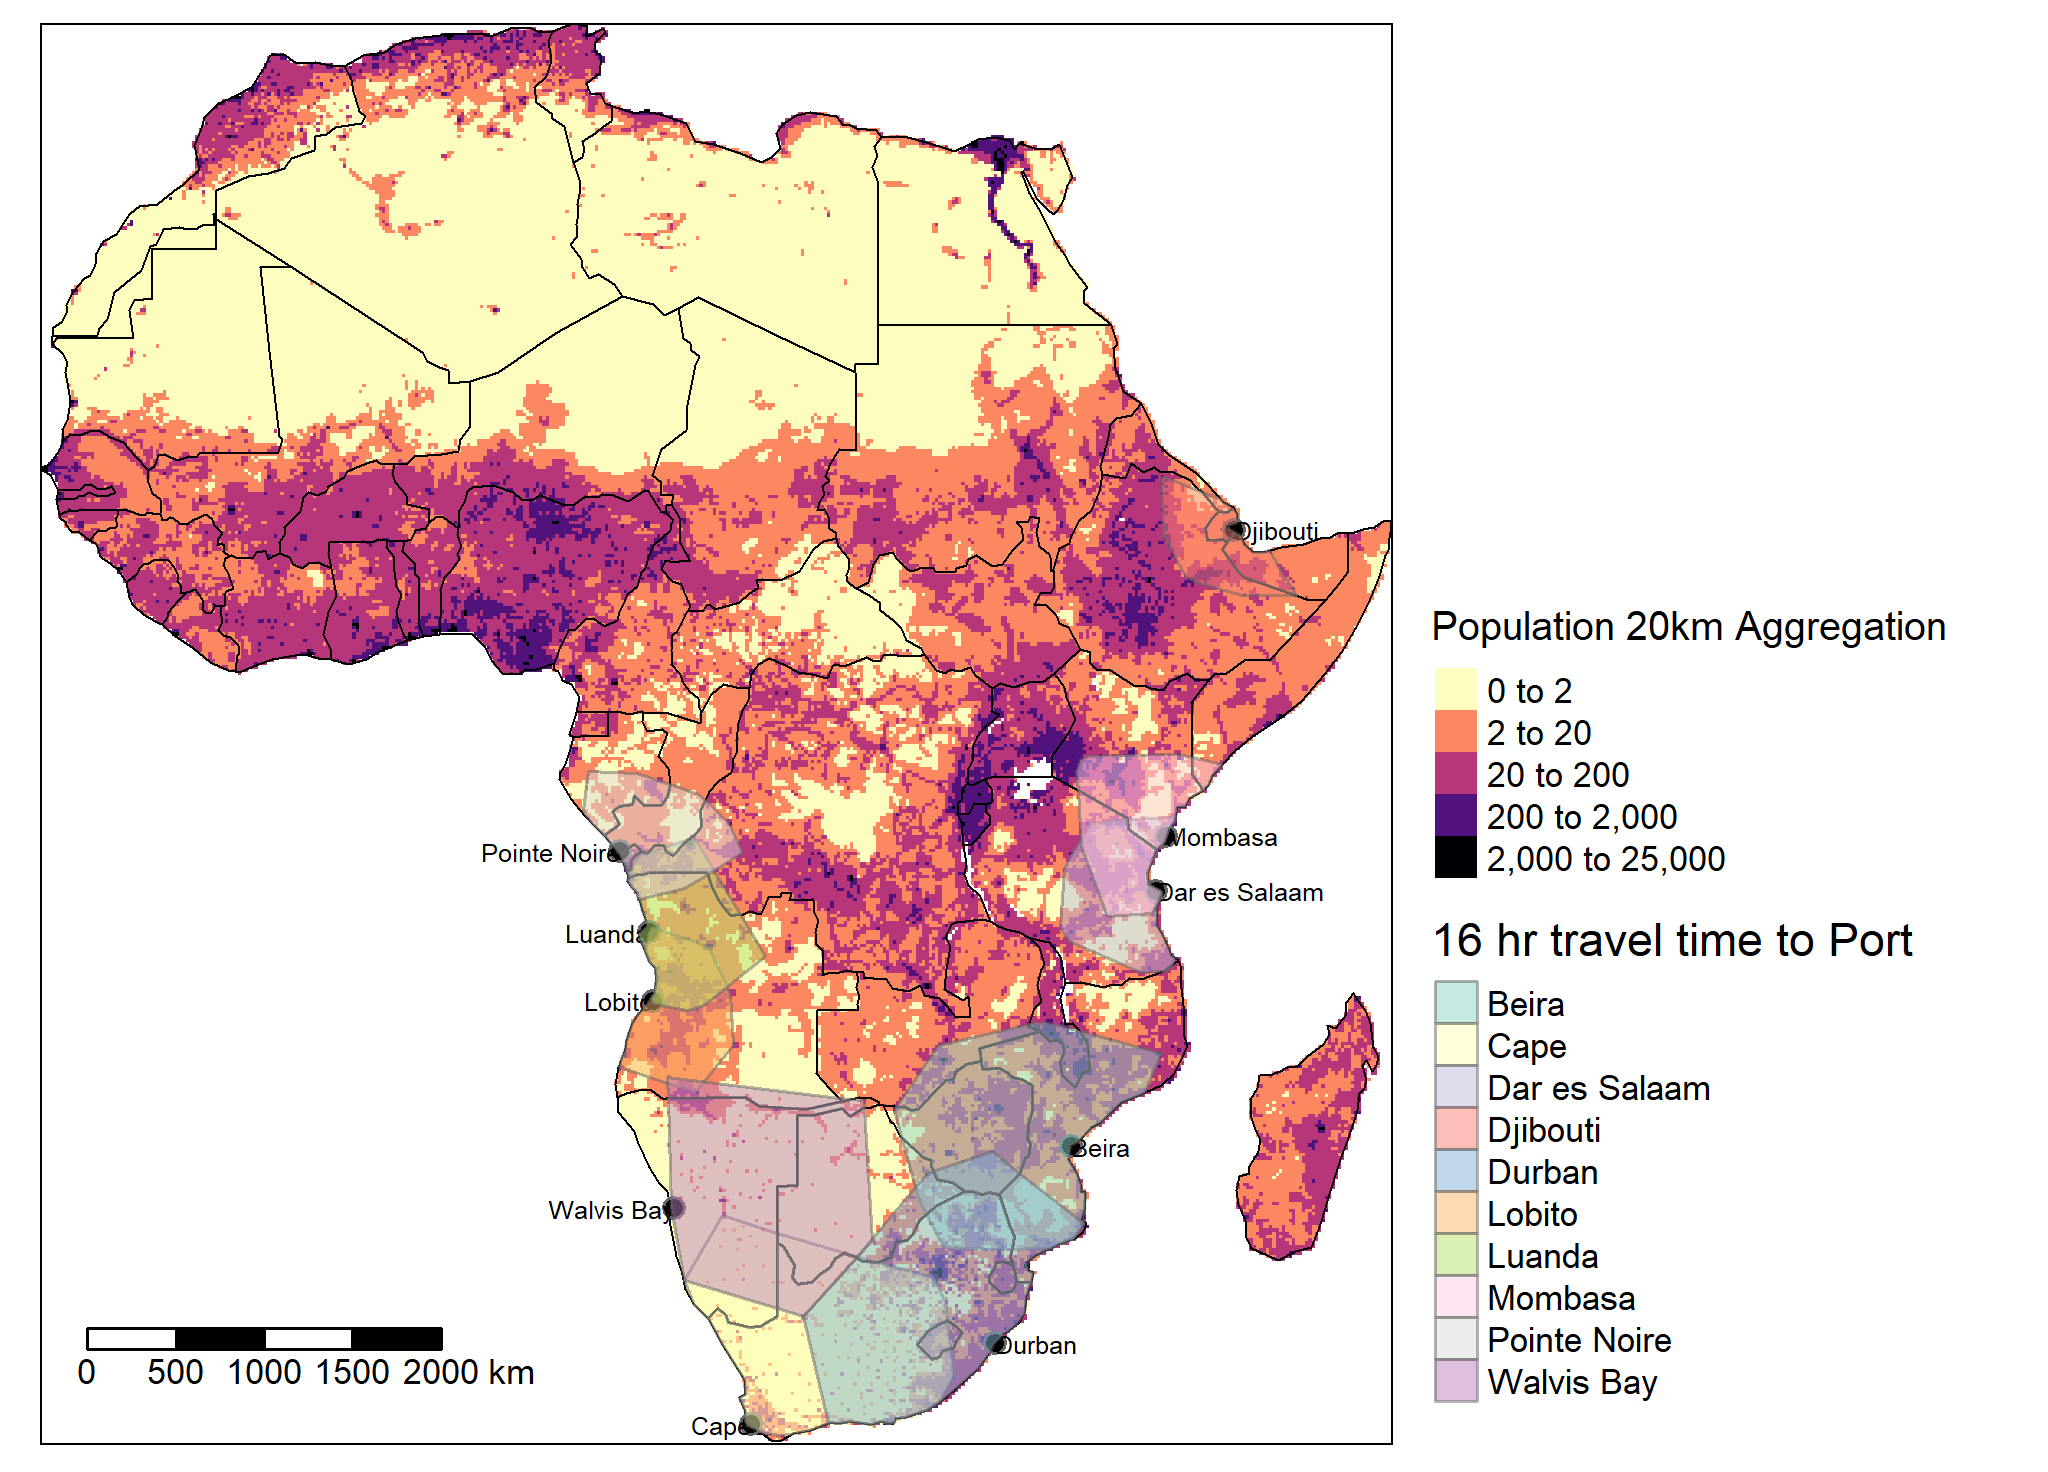 Djibouti
Mombasa
Pointe Noire
Dar es Salaam
Luanda
Lobito
Beira
Walvis Bay
Durban
Cape
0 500 1000 1500 2000 km
Population 20km Aggregation
0 to 2
2 to 20
20 to 200
200 to 2,000
2,000 to 25,000
16 hr travel time to Port
Beira
Cape
Dar es Salaam
Djibouti
Durban
Lobito
Luanda
Mombasa
Pointe Noire
Walvis Bay